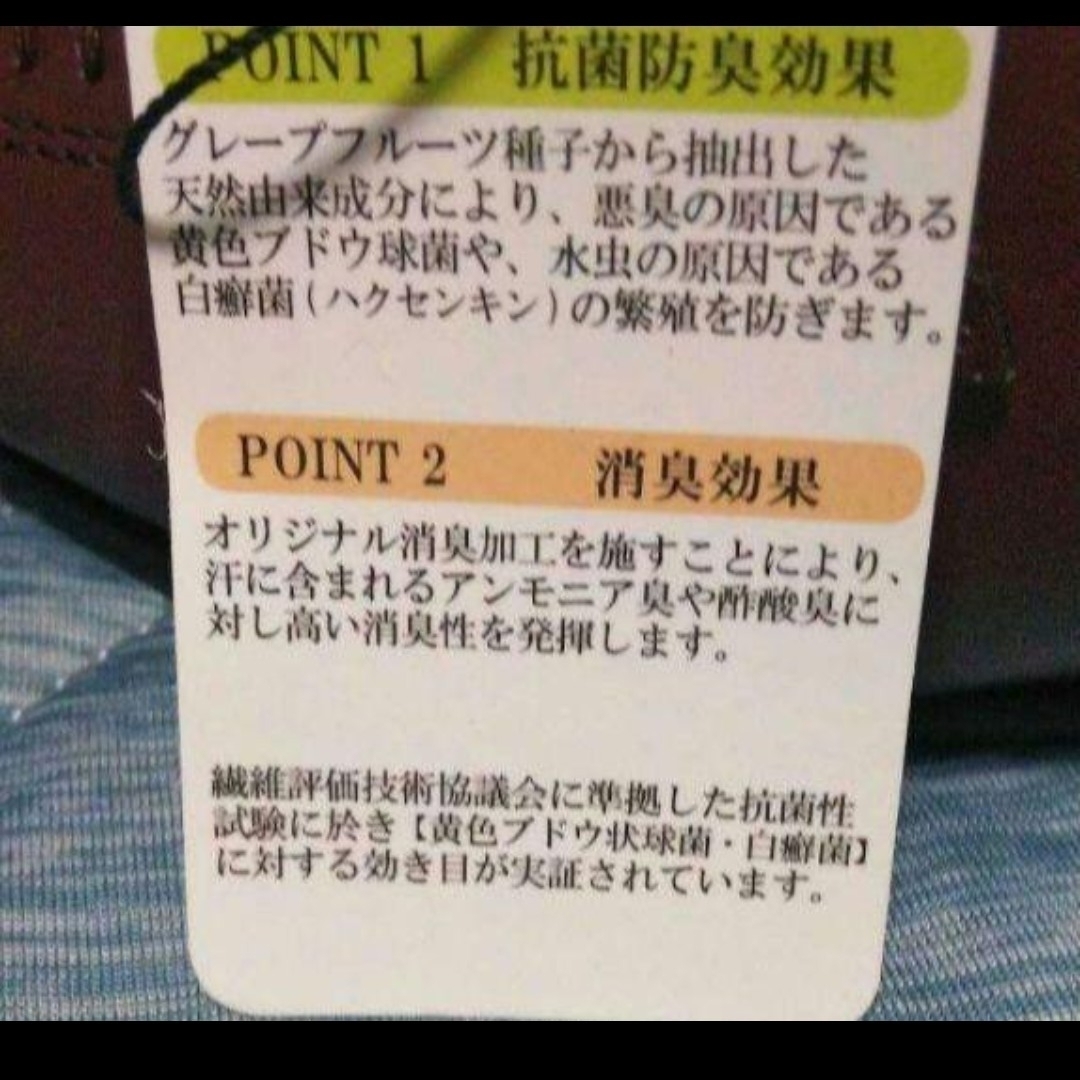 POINT 1 抗菌防臭効果
グレープフルーツ種子から抽出した
天然由来成分により、悪臭の原因である
黄色ブドウ球菌や、水虫の原因である
白癬菌(ハクセンキン)の繁殖を防ぎます。
POINT 2 消臭効果
オリジナル消臭加工を施すことにより、
汗に含まれるアンモニア臭や酢酸臭に
対し高い消臭性を発揮します。
繊維評価技術協議会に準拠した抗菌性
試験に於き【黄色ブドウ状球菌・白癬菌】
に対する効き目が実証されています。